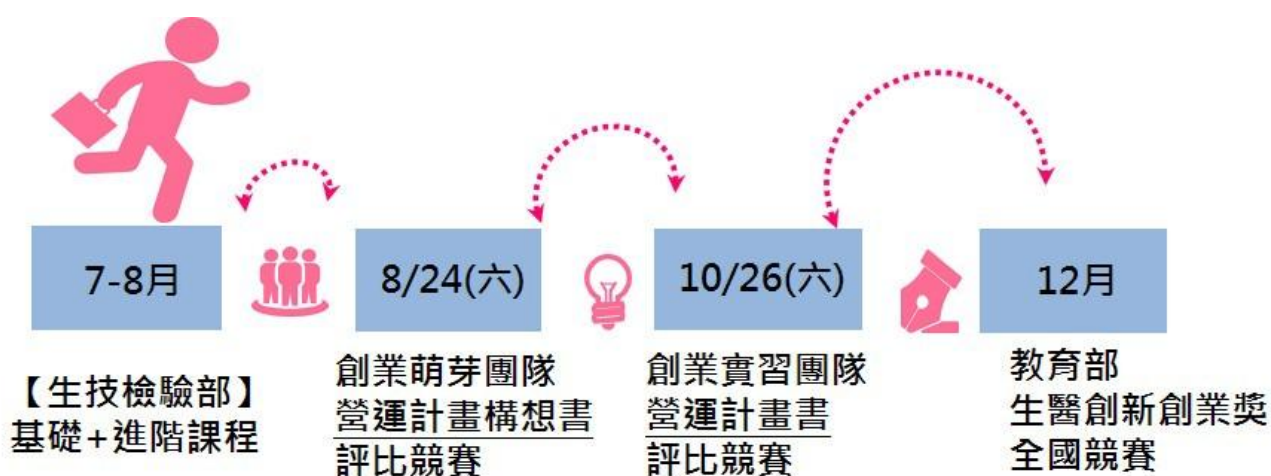 7-8月
8/24(六)
10/26(六)
12月
【生技檢驗部】
基礎+進階課程
創業萌芽團隊
營運計畫構想書
評比競賽
創業實習團隊
營運計畫書
評比競賽
教育部
生醫創新創業獎
全國競賽